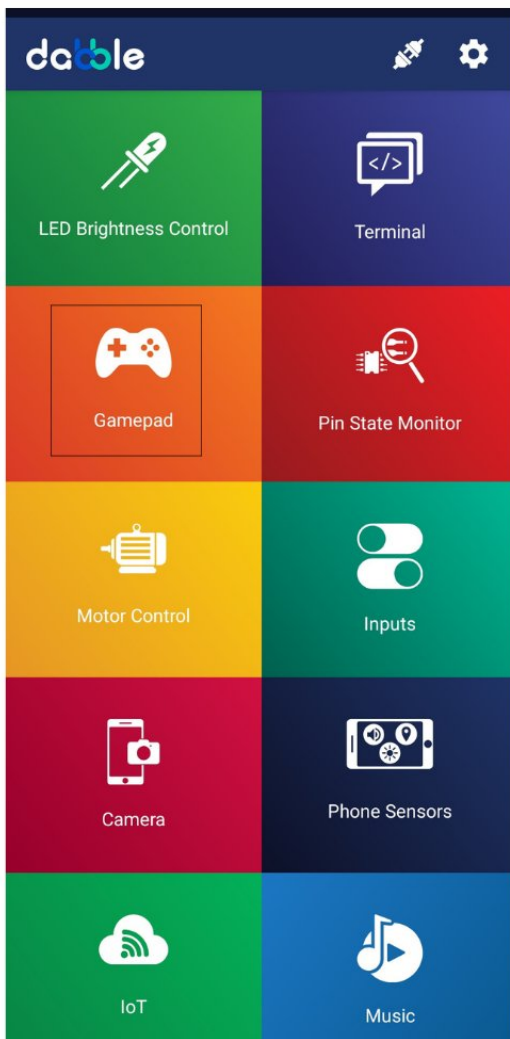 dabble
LED Brightness Control
</>
Terminal
Gamepad
Pin State Monitor
Motor Control
Inputs
Camera
Phone Sensors
IoT
Music